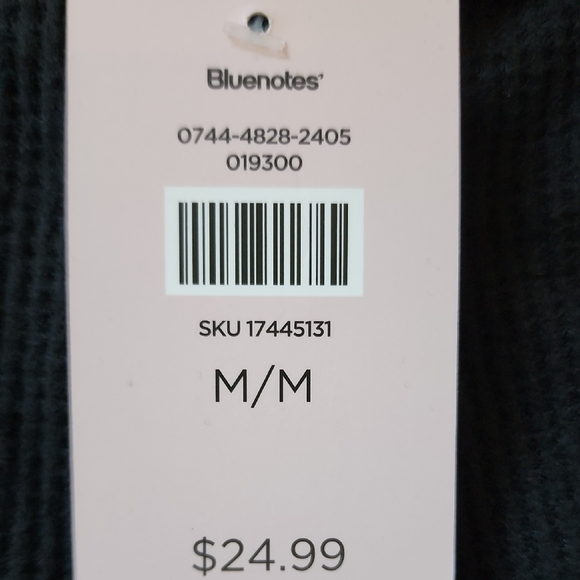 Bluenotes
0744-4828-2405
019300
SKU 17445131
M/M
$24.99